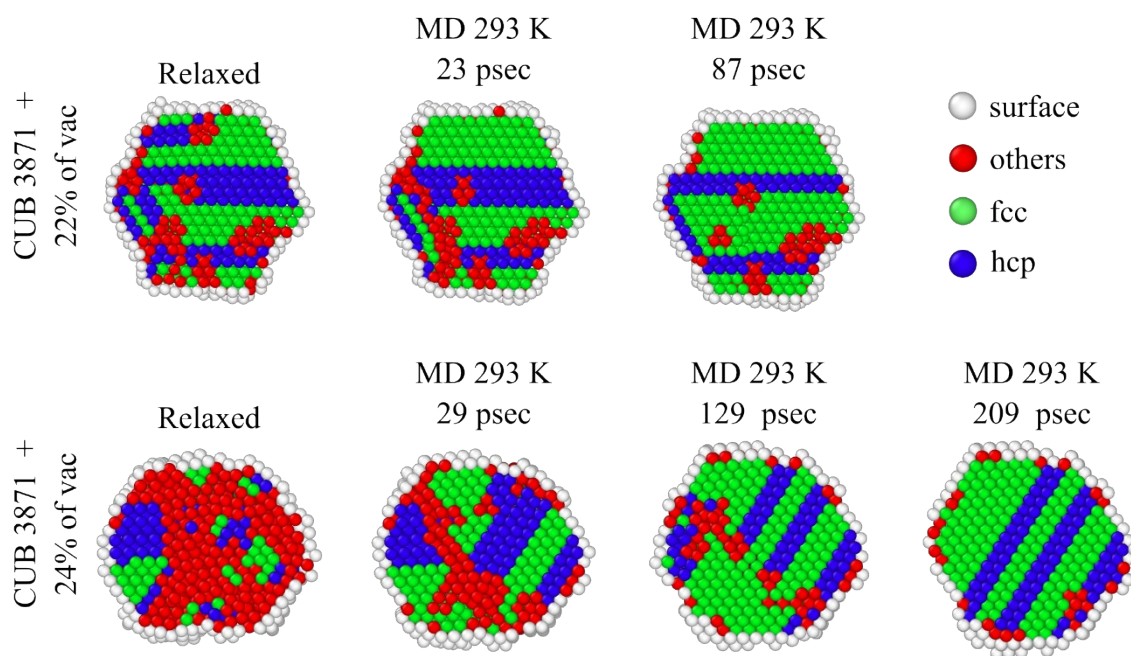 MD 293 K
MD 293 K
Relaxed
23 psec
87 psec
CUB 3871 +
22% of vac
surface
others
fcc
hcp
MD 293 K
MD 293 K
MD 293 K
Relaxed
29 psec
129 psec
209 psec
CUB 3871 +
24% of vac